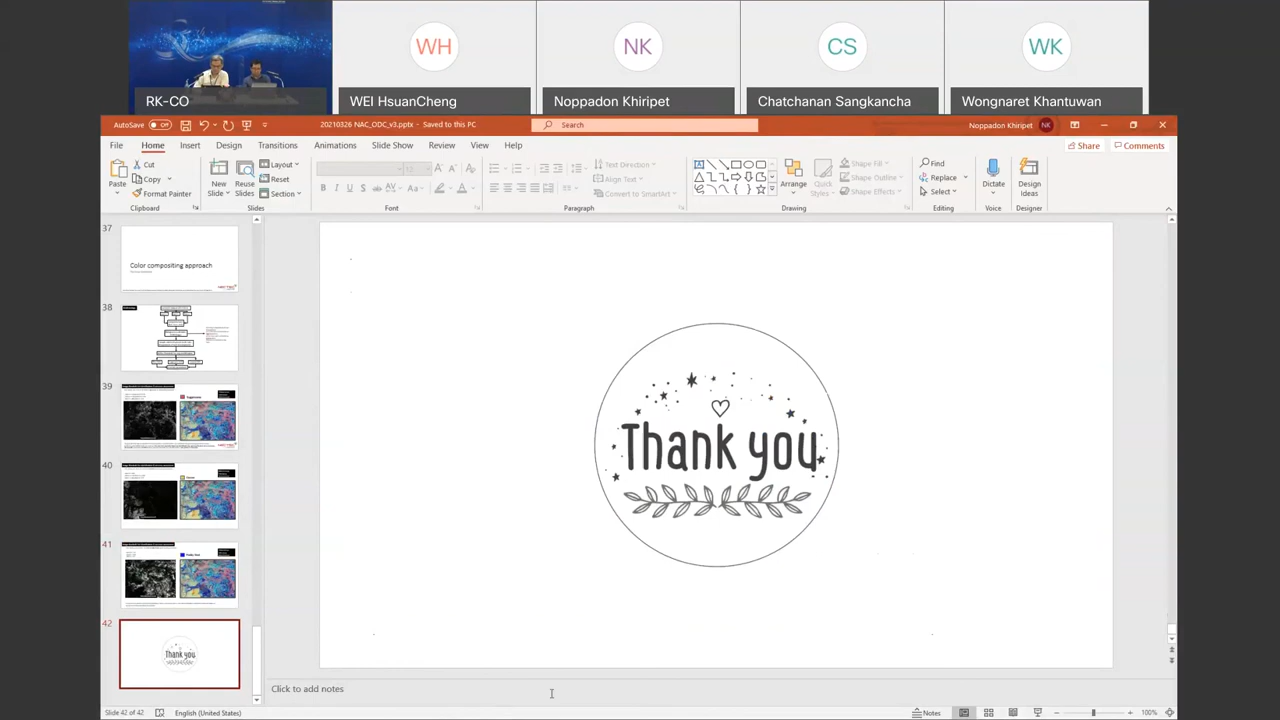 WH
NK
CS
WK
RK-CO
WEI HsuanCheng
Noppadon Khiripet
Chatchanan Sangkancha
Wongnaret Khantuwan
AutoSave
Off
20210326 NAC_ODC_v3.pptx - Saved to this PC
Search
Noppadon Khiripet
NK
File
Home
Insert
Design
Transitions
Animations
Slide Show
Review
View
Help
Share
Comments
Paste
Cut
Copy
Format Painter
Clipboard
New
Slide
Reuse
Slides
Layout
Reset
Section
Slides
Font
Text Direction
Align Text
Convert to SmartArt
Paragraph
Arrange
Quick
Styles
Shape Fill
Shape Outline
Shape Effects
Drawing
Find
Replace
Select
Editing
Dictate
Voice
Design
Ideas
Designer
37
Color compositing approach
38
39
40
41
42
Thank you
Thank you
Click to add notes
Slide 42 of 42
English (United States)
Notes
100%